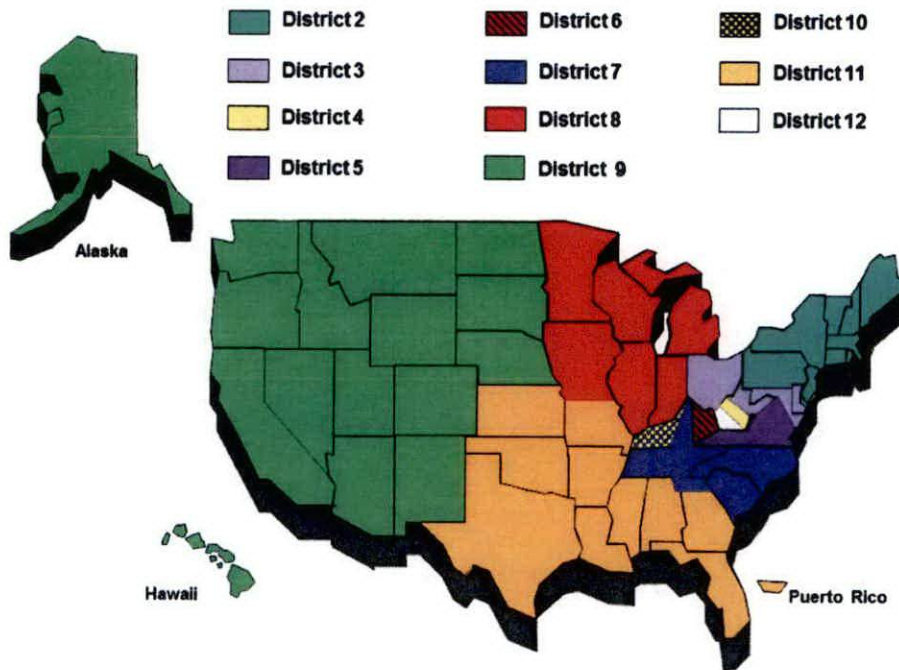 District 2
District 6
District 10
District 3
District 7
District 11
District 4
District 8
District 12
District 5
District 9
Alaska
Hawaii
Puerto Rico